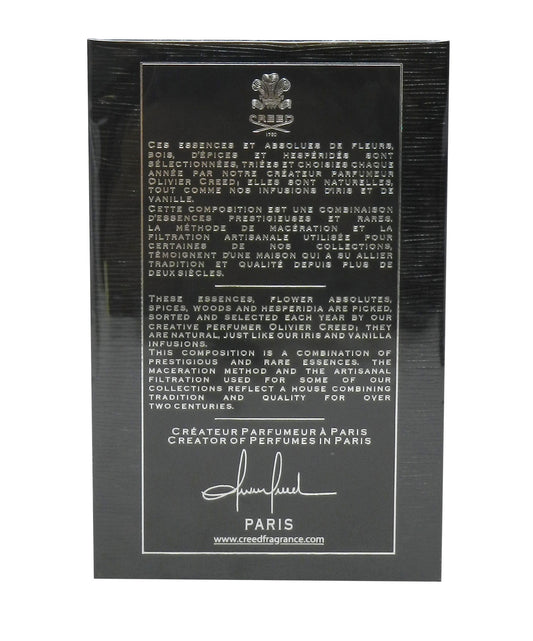 CREED
1760
CES ESSENCES ET ABSOLUES DE FLEURS,
BOIS, D'ÉPICES ET HESPÉRIDÉS SONT
SÉLECTIONNÉES, TRIÉES ET CHOISIES CHAQUE
ANNÉE PAR NOTRE CRÉATEUR PARFUMEUR
OLIVIER CREED; ELLES SONT NATURELLES,
TOUT COMME NOS INFUSIONS D'IRIS ET DE
VANILLE.
CETTE COMPOSITION EST UNE COMBINAISON
D'ESSENCES PRESTIGIEUSES ET RARES.
LA MÉTHODE DE MACÉRATION ET LA
FILTRATION ARTISANALE UTILISÉE POUR
CERTAINES DE NOS COLLECTIONS,
TÉMOIGNENT D'UNE MAISON QUI A SU ALLIER
TRADITION ET QUALITÉ DEPUIS PLUS DE
DEUX SIÈCLES.
THESE ESSENCES, FLOWER ABSOLUTES,
SPICES, WOODS AND HESPERIDIA ARE PICKED,
SORTED AND SELECTED EACH YEAR BY OUR
CREATIVE PERFUMER OLIVIER CREED; THEY
ARE NATURAL, JUST LIKE OUR IRIS AND VANILLA
INFUSIONS.
THIS COMPOSITION IS A COMBINATION OF
PRESTIGIOUS AND RARE ESSENCES. THE
MACERATION METHOD AND THE ARTISANAL
FILTRATION USED FOR SOME OF OUR
COLLECTIONS REFLECT A HOUSE COMBINING
TRADITION AND QUALITY FOR OVER
TWO CENTURIES.
CRÉATEUR PARFUMEUR À PARIS
CREATOR OF PERFUMES IN PARIS
PARIS
www.creedfragrance.com